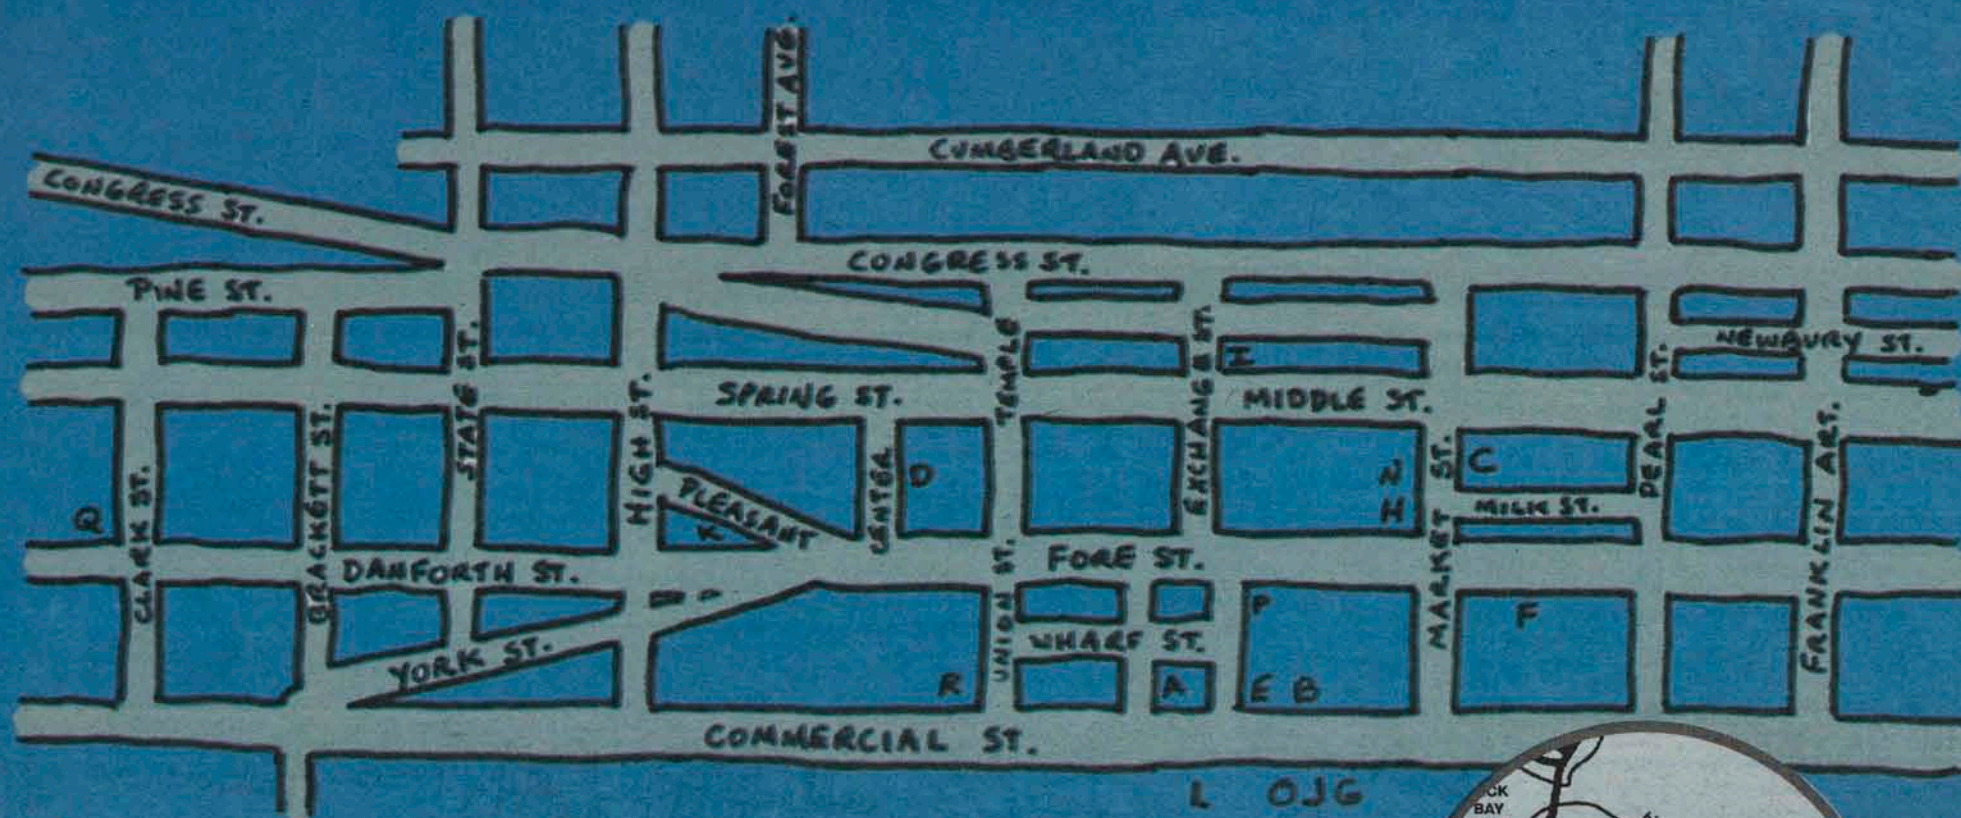 FOREST AVE.
CUMBERLAND AVE.
CONGRESS ST.
CONGRESS ST.
PINE ST.
NEWBURY ST.
I
SPRING ST.
MIDDLE ST.
STATE ST.
HIGH ST.
TEMPLE
EXCHANGE ST.
PEARL ST.
CLARK ST.
BRACKETT ST.
Q
PLEASANT
K
CENTER
D
N
H
MARKET ST.
C
MILK ST.
FRANKLIN ART.
DANFORTH ST.
FORE ST.
YORK ST.
UNION ST.
WHARF ST.
P
F
R
A
E B
COMMERCIAL ST.
L OJG
CK
BAY